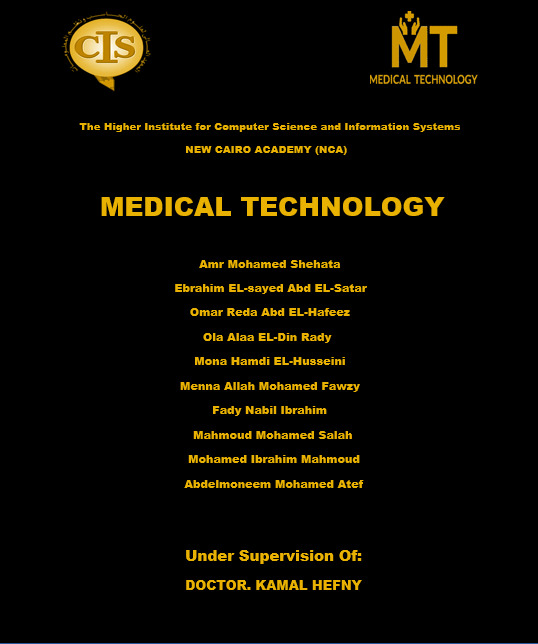 CIS
MT
MEDICAL TECHNOLOGY
The Higher Institute for Computer Science and Information Systems
NEW CAIRO ACADEMY (NCA)
MEDICAL TECHNOLOGY
Amr Mohamed Shehata
Ebrahim EL-sayed Abd EL-Satar
Omar Reda Abd EL-Hafeez
Ola Alaa EL-Din Rady
Mona Hamdi EL-Husseini
Menna Allah Mohamed Fawzy
Fady Nabil Ibrahim
Mahmoud Mohamed Salah
Mohamed Ibrahim Mahmoud
Abdelmoneem Mohamed Atef
Under Supervision Of:
DOCTOR. KAMAL HEFNY